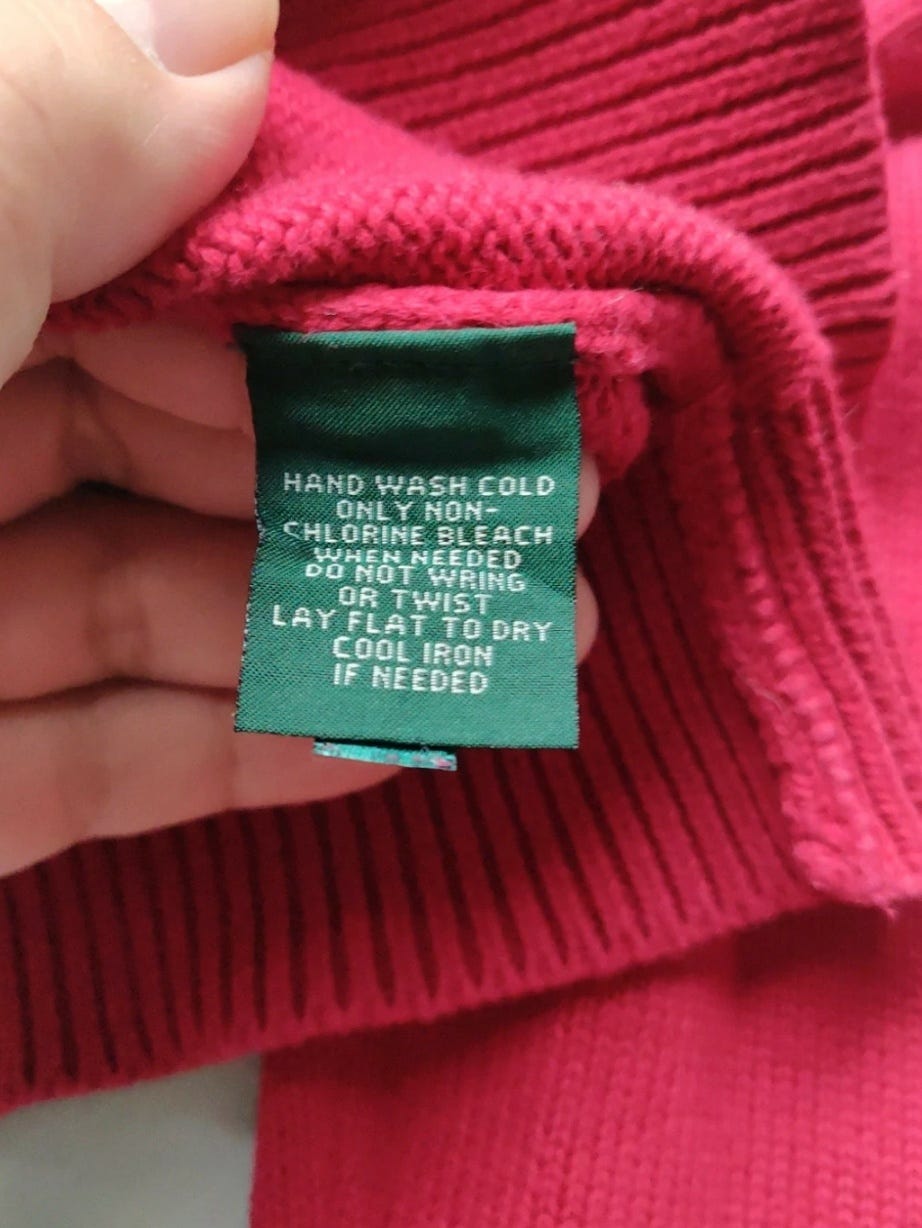 HAND WASH COLD
ONLY NON-
CHLORINE BLEACH
WHEN NEEDED
DO NOT WRING
OR TWIST
LAY FLAT TO DRY
COOL IRON
IF NEEDED